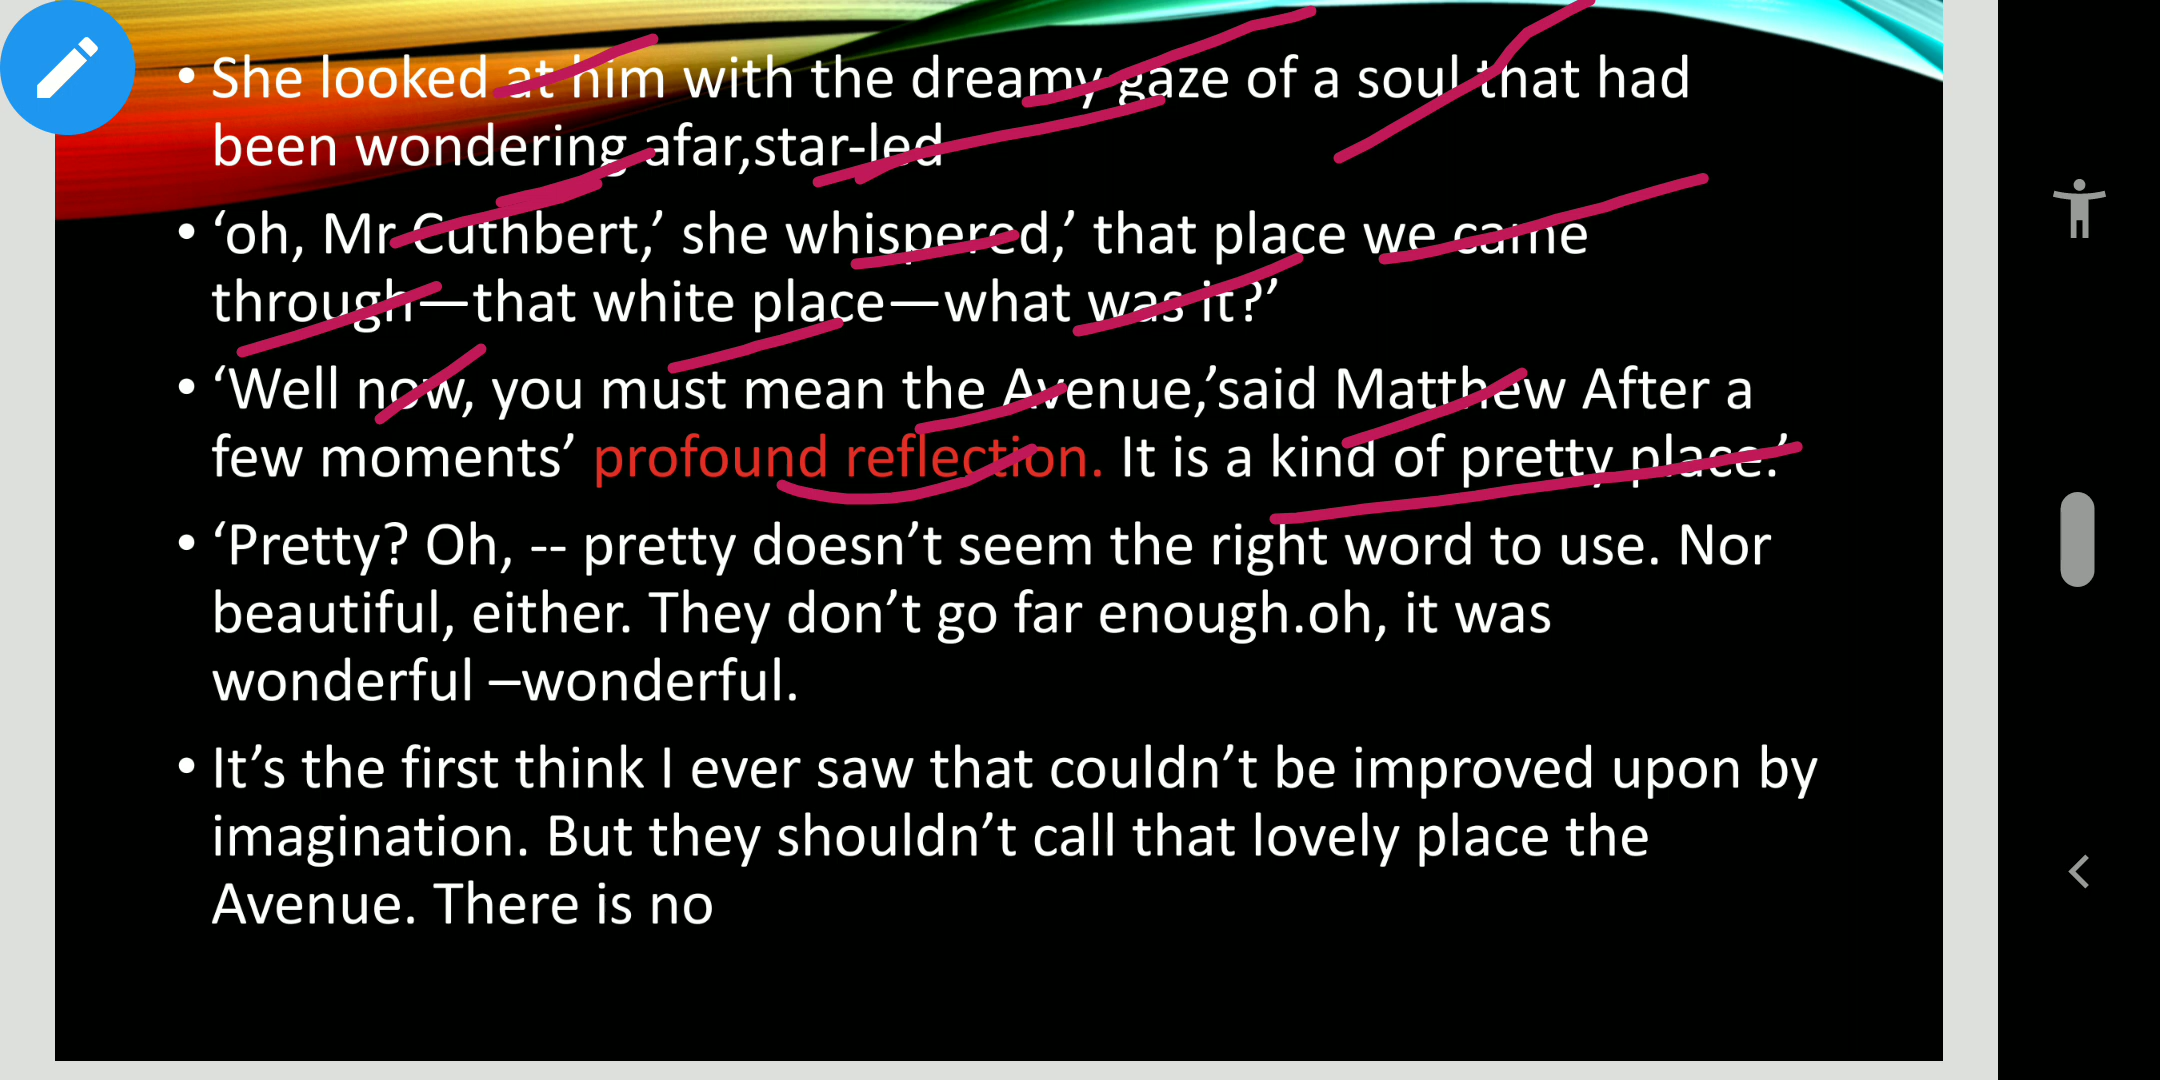 • She looked at him with the dreamy gaze of a soul that had
been wondering afar,star-led
• ‘oh, Mr Cuthbert,’ she whispered,’ that place we came
through—that white place—what was it?’
• ‘Well now, you must mean the Avenue,’said Matthew After a
few moments’ profound reflection. It is a kind of pretty place.’
• ‘Pretty? Oh, -- pretty doesn’t seem the right word to use. Nor
beautiful, either. They don’t go far enough.oh, it was
wonderful –wonderful.
• It’s the first think I ever saw that couldn’t be improved upon by
imagination. But they shouldn’t call that lovely place the
Avenue. There is no